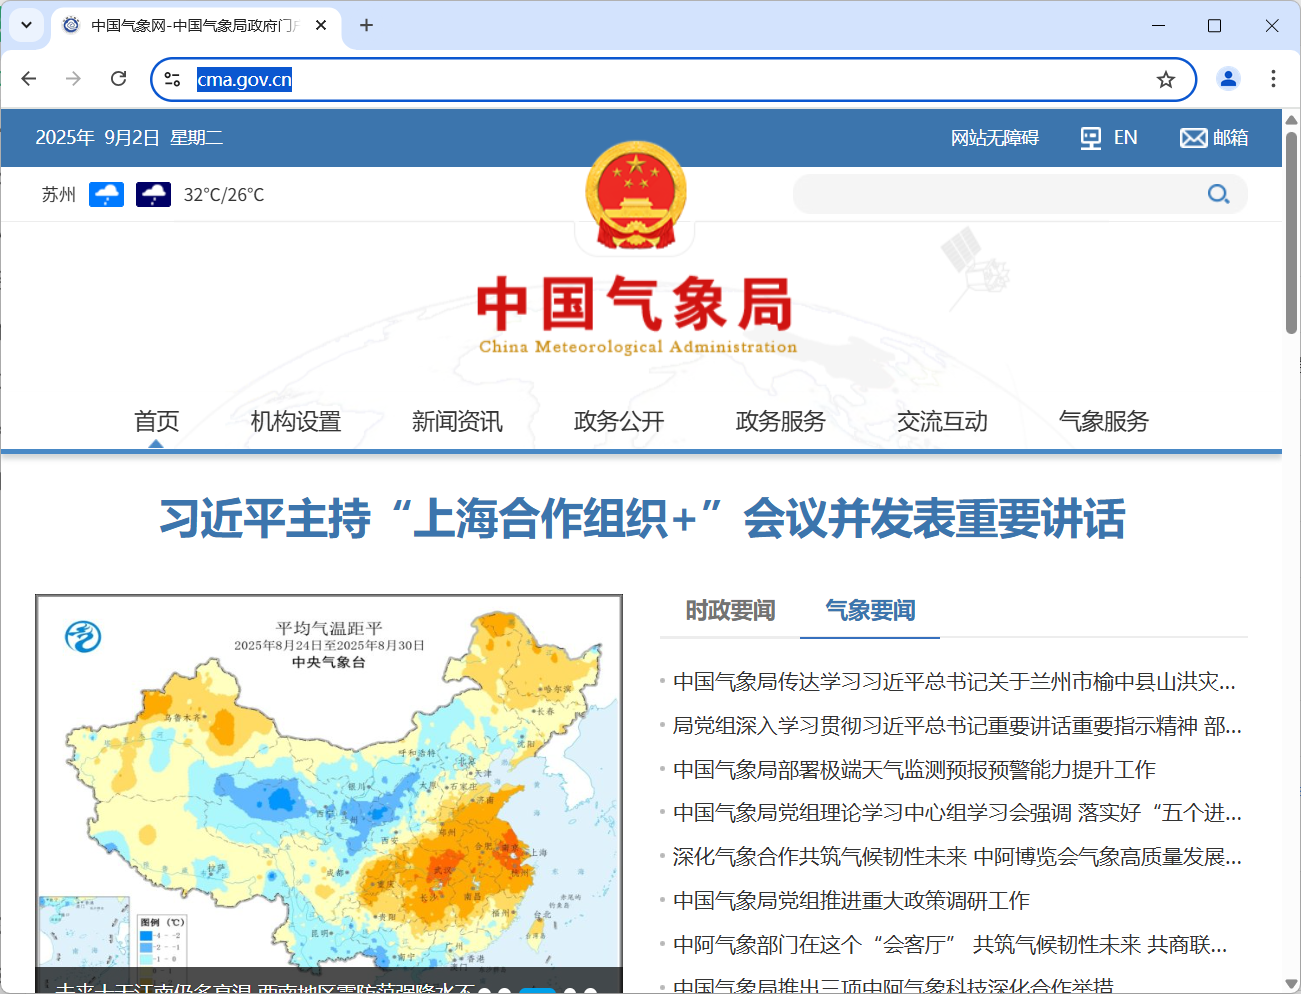 中国气象网-中国气象局政府门户
cma.gov.cn
2025年 9月2日 星期二
网站无障碍
EN
邮箱
苏州
32℃/26℃
中国气象局
China Meteorological Administration
首页
机构设置
新闻资讯
政务公开
政务服务
交流互动
气象服务
习近平主持“上海合作组织+”会议并发表重要讲话
平均气温距平
2025年8月24日至2025年8月30日
中央气象台
哈尔滨
长春
沈阳
乌鲁木齐
呼和浩特
北京
天津
银川
太原
石家庄
济南
西宁
兰州
郑州
西安
合肥
南京
上海
拉萨
成都
武汉
杭州
重庆
长沙
南昌
贵阳
福州
台北
昆明
南宁
广州
香港
澳门
图例 (℃)
-4 - -2
-2 - -1
-1 - 0
时政要闻
气象要闻
中国气象局传达学习习近平总书记关于兰州市榆中县山洪灾...
局党组深入学习贯彻习近平总书记重要讲话重要指示精神 部...
中国气象局部署极端天气监测预报预警能力提升工作
中国气象局党组理论学习中心组学习会强调 落实好“五个进...
深化气象合作共筑气候韧性未来 中阿博览会气象高质量发展...
中国气象局党组推进重大政策调研工作
中阿气象部门在这个“会客厅” 共筑气候韧性未来 共商联...
中国气象局推出三项中阿气象科技深化合作举措
未来十天江南仍多高温 西南地区需防范强降水不